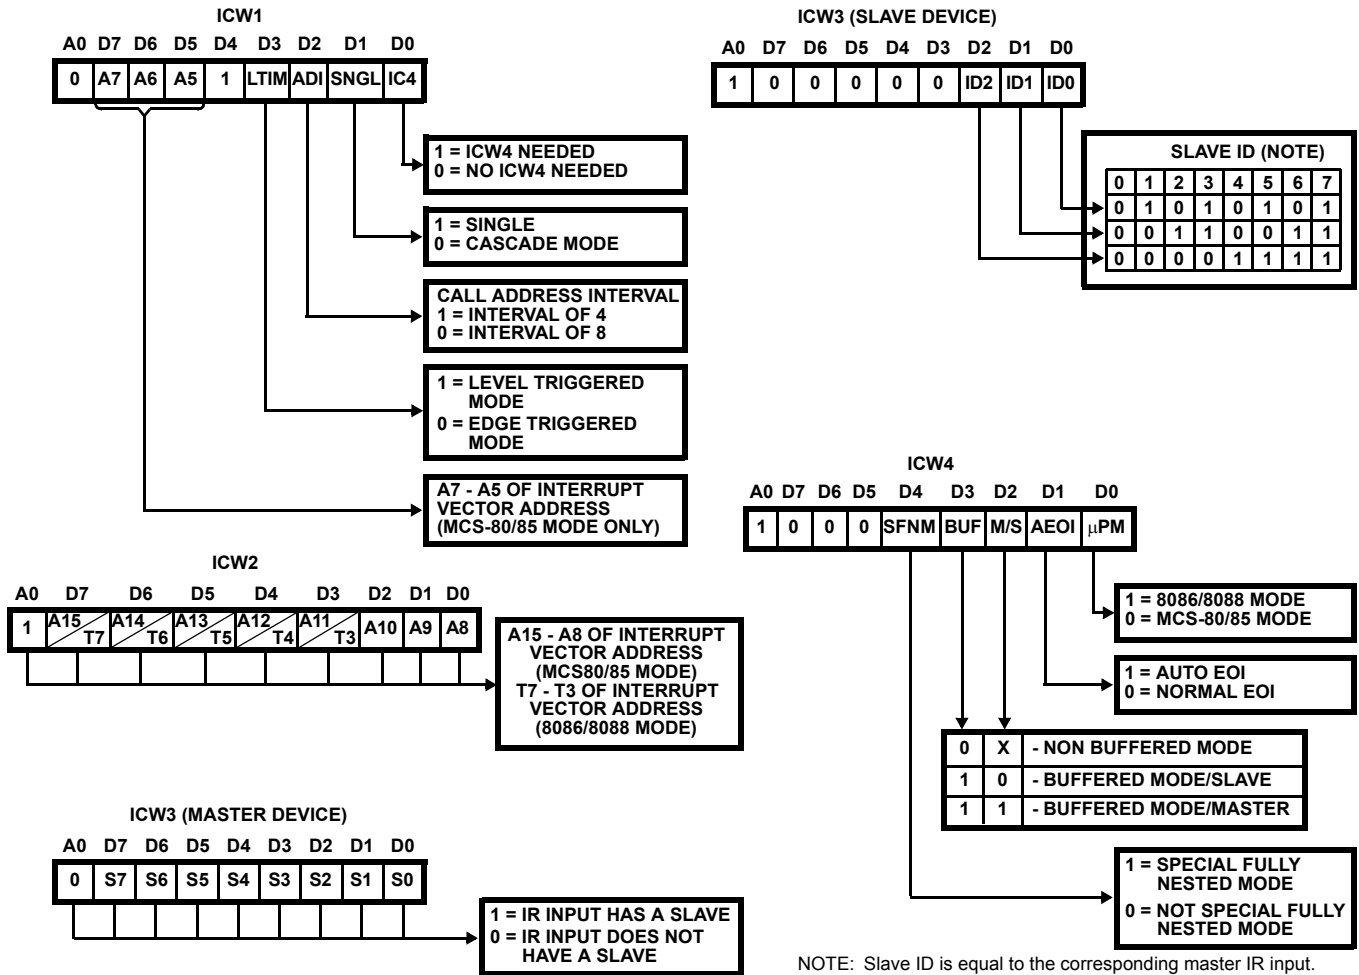 ICW1
A0 D7 D6 D5 D4 D3 D2 D1 D0
0 A7 A6 A5 1 LTIM ADI SNGL IC4
1 = ICW4 NEEDED
0 = NO ICW4 NEEDED
1 = SINGLE
0 = CASCADE MODE
CALL ADDRESS INTERVAL
1 = INTERVAL OF 4
0 = INTERVAL OF 8
1 = LEVEL TRIGGERED
MODE
0 = EDGE TRIGGERED
MODE
A7 - A5 OF INTERRUPT
VECTOR ADDRESS
(MCS-80/85 MODE ONLY)
ICW2
A0 D7 D6 D5 D4 D3 D2 D1 D0
1 A15/T7 A14/T6 A13/T5 A12/T4 A11/T3 A10 A9 A8
A15 - A8 OF INTERRUPT
VECTOR ADDRESS
(MCS80/85 MODE)
T7 - T3 OF INTERRUPT
VECTOR ADDRESS
(8086/8088 MODE)
ICW3 (MASTER DEVICE)
A0 D7 D6 D5 D4 D3 D2 D1 D0
0 S7 S6 S5 S4 S3 S2 S1 S0
1 = IR INPUT HAS A SLAVE
0 = IR INPUT DOES NOT
HAVE A SLAVE
ICW3 (SLAVE DEVICE)
A0 D7 D6 D5 D4 D3 D2 D1 D0
1 0 0 0 0 0 ID2 ID1 ID0
SLAVE ID (NOTE)
0 1 2 3 4 5 6 7
0 1 0 1 0 1 0 1
0 0 1 1 0 0 1 1
0 0 0 0 1 1 1 1
ICW4
A0 D7 D6 D5 D4 D3 D2 D1 D0
1 0 0 0 SFNM BUF M/S AEOI μPM
1 = 8086/8088 MODE
0 = MCS-80/85 MODE
1 = AUTO EOI
0 = NORMAL EOI
0 X - NON BUFFERED MODE
1 0 - BUFFERED MODE/SLAVE
1 1 - BUFFERED MODE/MASTER
1 = SPECIAL FULLY
NESTED MODE
0 = NOT SPECIAL FULLY
NESTED MODE
NOTE: Slave ID is equal to the corresponding master IR input.